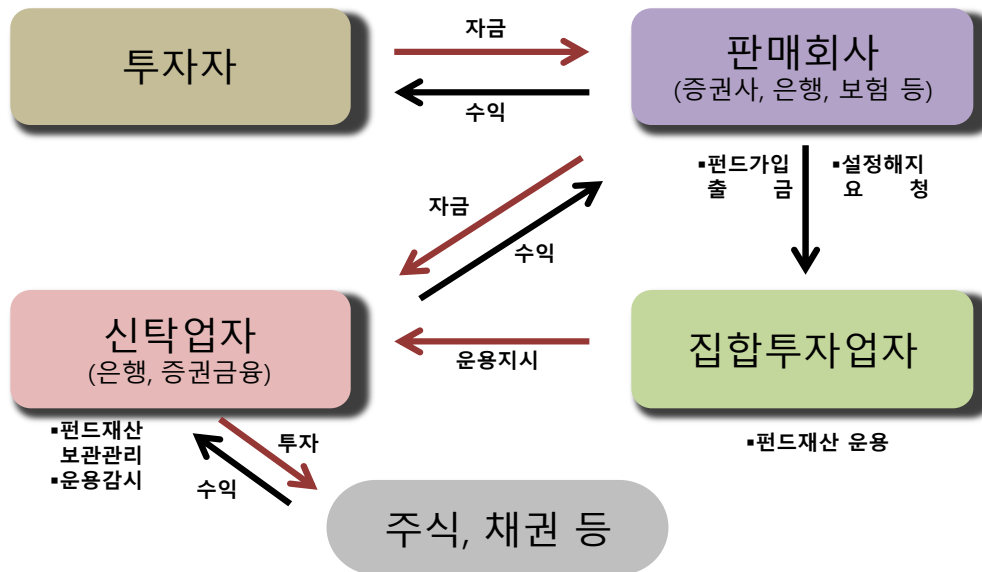 투자자
자금
수익
판매회사
(증권사, 은행, 보험 등)
▪펀드가입
출 금
▪설정해지
요 청
자금
수익
신탁업자
(은행, 증권금융)
운용지시
집합투자업자
▪펀드재산
보관관리
▪운용감시
투자
수익
▪펀드재산 운용
주식, 채권 등